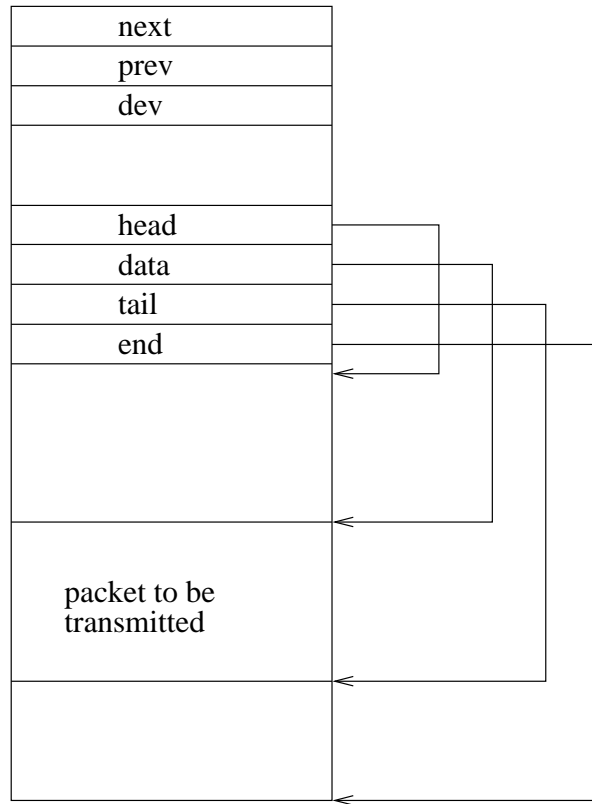 next
prev
dev
head
data
tail
end
packet to be
transmitted